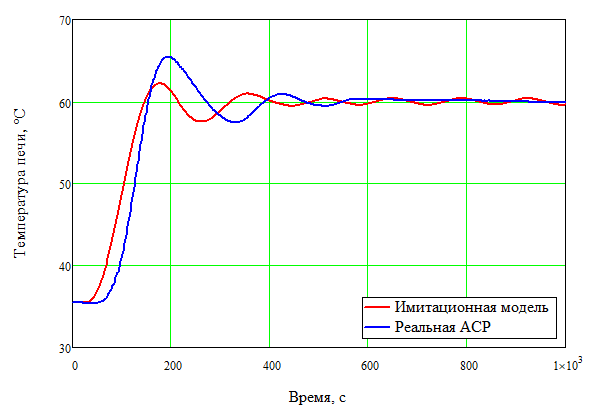 70
60
50
40
30
Температура печи, °С
Имитационная модель
Реальная АСР
0 200 400 600 800 1×10³
Время, с